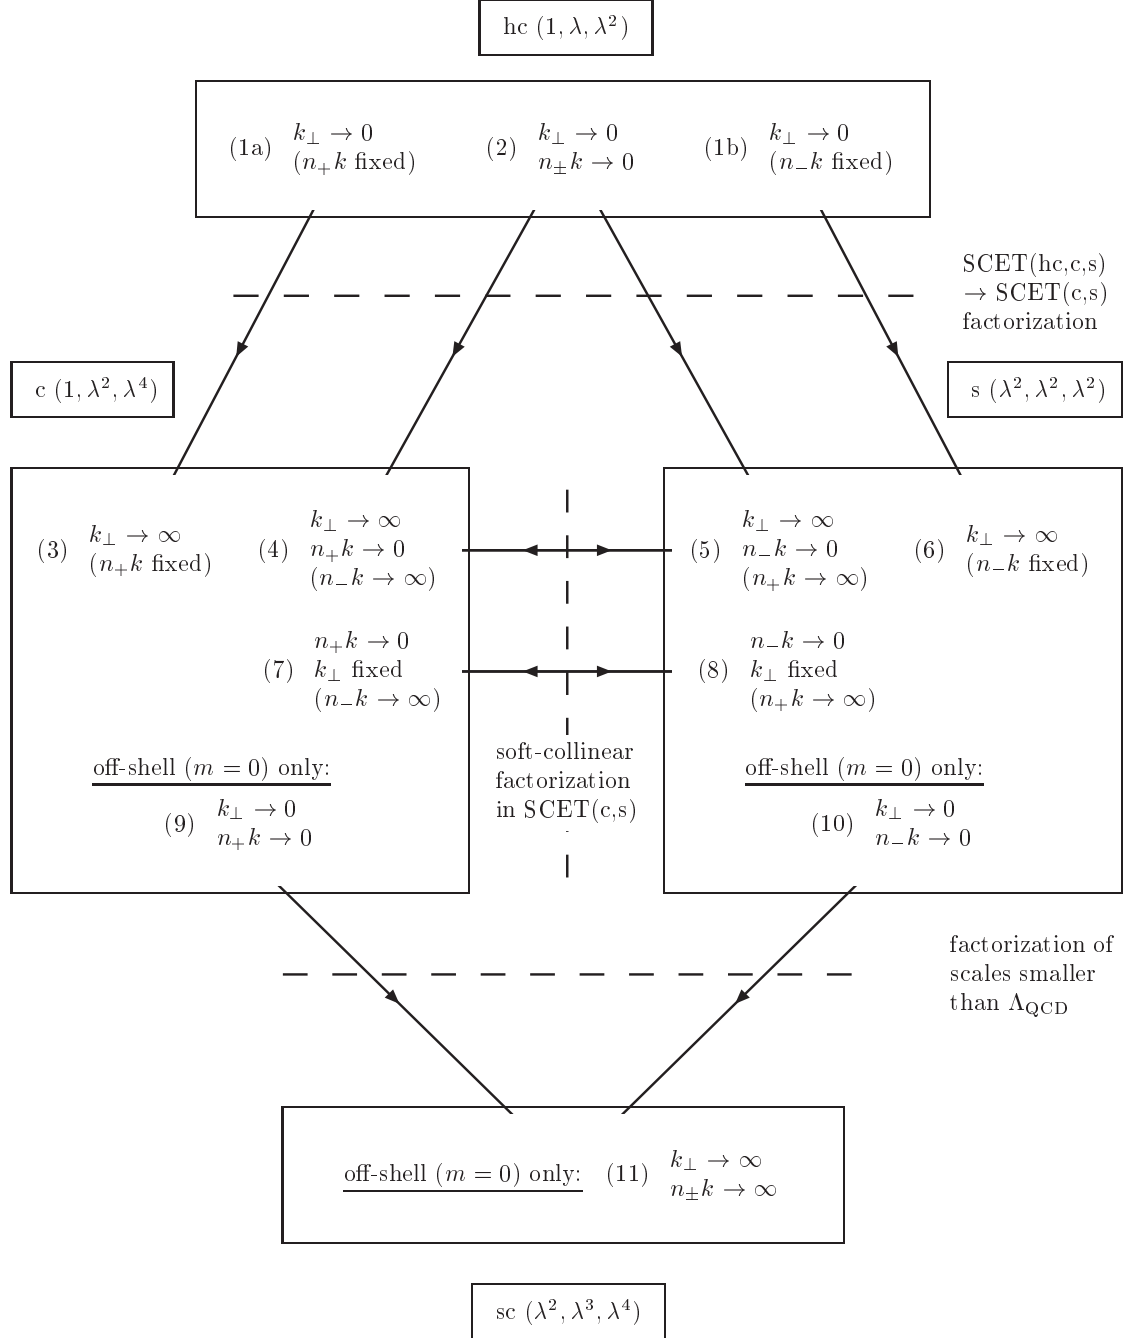 hc (1, λ, λ²)
(1a) k⊥ → 0
(n₊k fixed)
(2) k⊥ → 0
n±k → 0
(1b) k⊥ → 0
(n₋k fixed)
SCET(hc,c,s)
→ SCET(c,s)
factorization
c (1, λ², λ⁴)
s (λ², λ², λ²)
(3) k⊥ → ∞
(n₊k fixed)
(4) k⊥ → ∞
n₊k → 0
(n₋k → ∞)
(5) k⊥ → ∞
n₋k → 0
(n₊k → ∞)
(6) k⊥ → ∞
(n₋k fixed)
(7) n₊k → 0
k⊥ fixed
(n₋k → ∞)
(8) n₋k → 0
k⊥ fixed
(n₊k → ∞)
soft-collinear
factorization
in SCET(c,s)
off-shell (m = 0) only:
(9) k⊥ → 0
n₊k → 0
off-shell (m = 0) only:
(10) k⊥ → 0
n₋k → 0
factorization of
scales smaller
than Λ_QCD
off-shell (m = 0) only: (11) k⊥ → ∞
n±k → ∞
sc (λ², λ³, λ⁴)